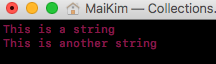 MaiKim — Collections.
This is a string
This is another string